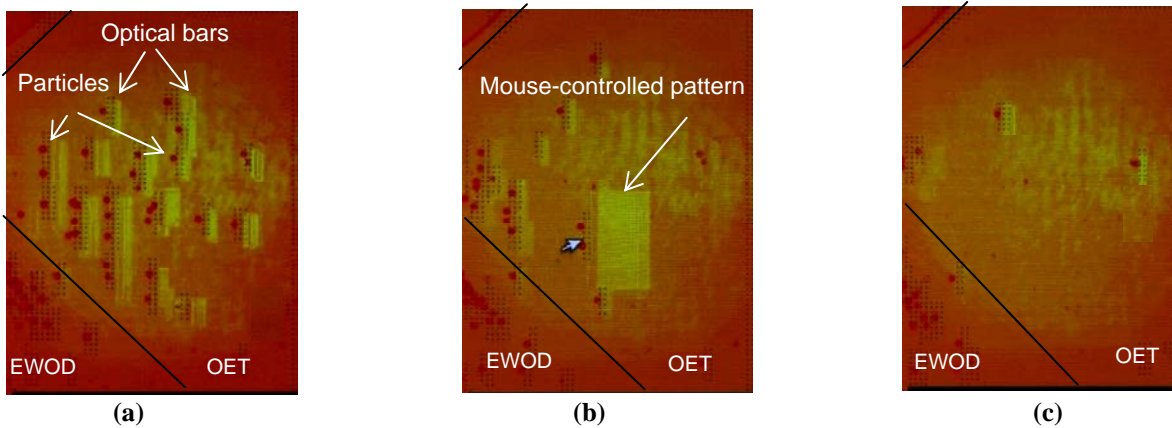 Optical bars
Particles
EWOD
OET
(a)
Mouse-controlled pattern
EWOD
OET
(b)
EWOD
OET
(c)